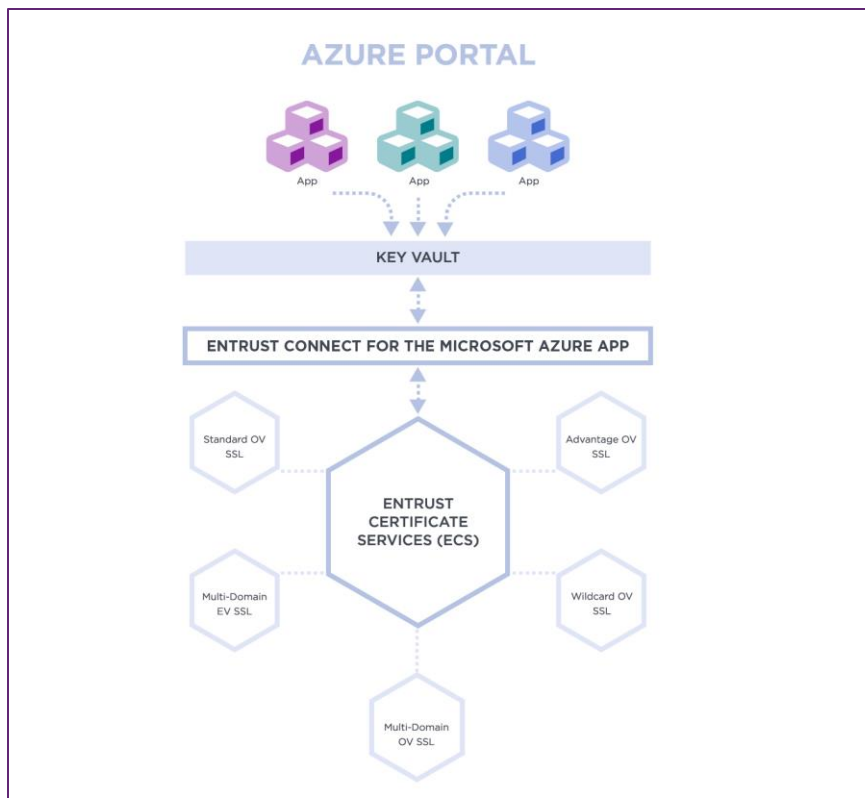 AZURE PORTAL
App
App
App
KEY VAULT
ENTRUST CONNECT FOR THE MICROSOFT AZURE APP
Standard OV
SSL
Advantage OV
SSL
ENTRUST
CERTIFICATE
SERVICES (ECS)
Multi-Domain
EV SSL
Wildcard OV
SSL
Multi-Domain
OV SSL